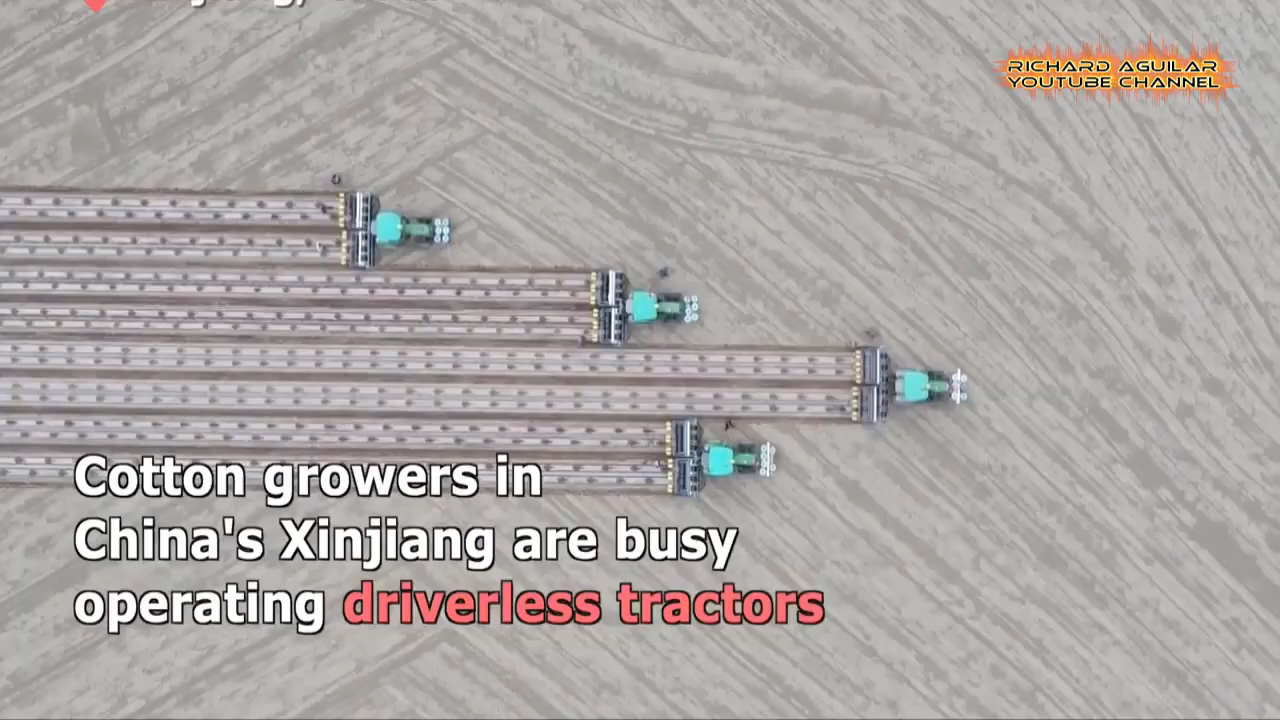 RICHARD AGUILAR
YOUTUBE CHANNEL
Cotton growers in
China's Xinjiang are busy
operating driverless tractors